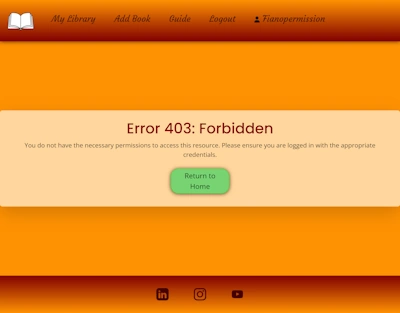 My Library Add Book Guide Logout Fianopermission
Error 403: Forbidden
You do not have the necessary permissions to access this resource. Please ensure you are logged in with the appropriate
credentials.
Return to
Home